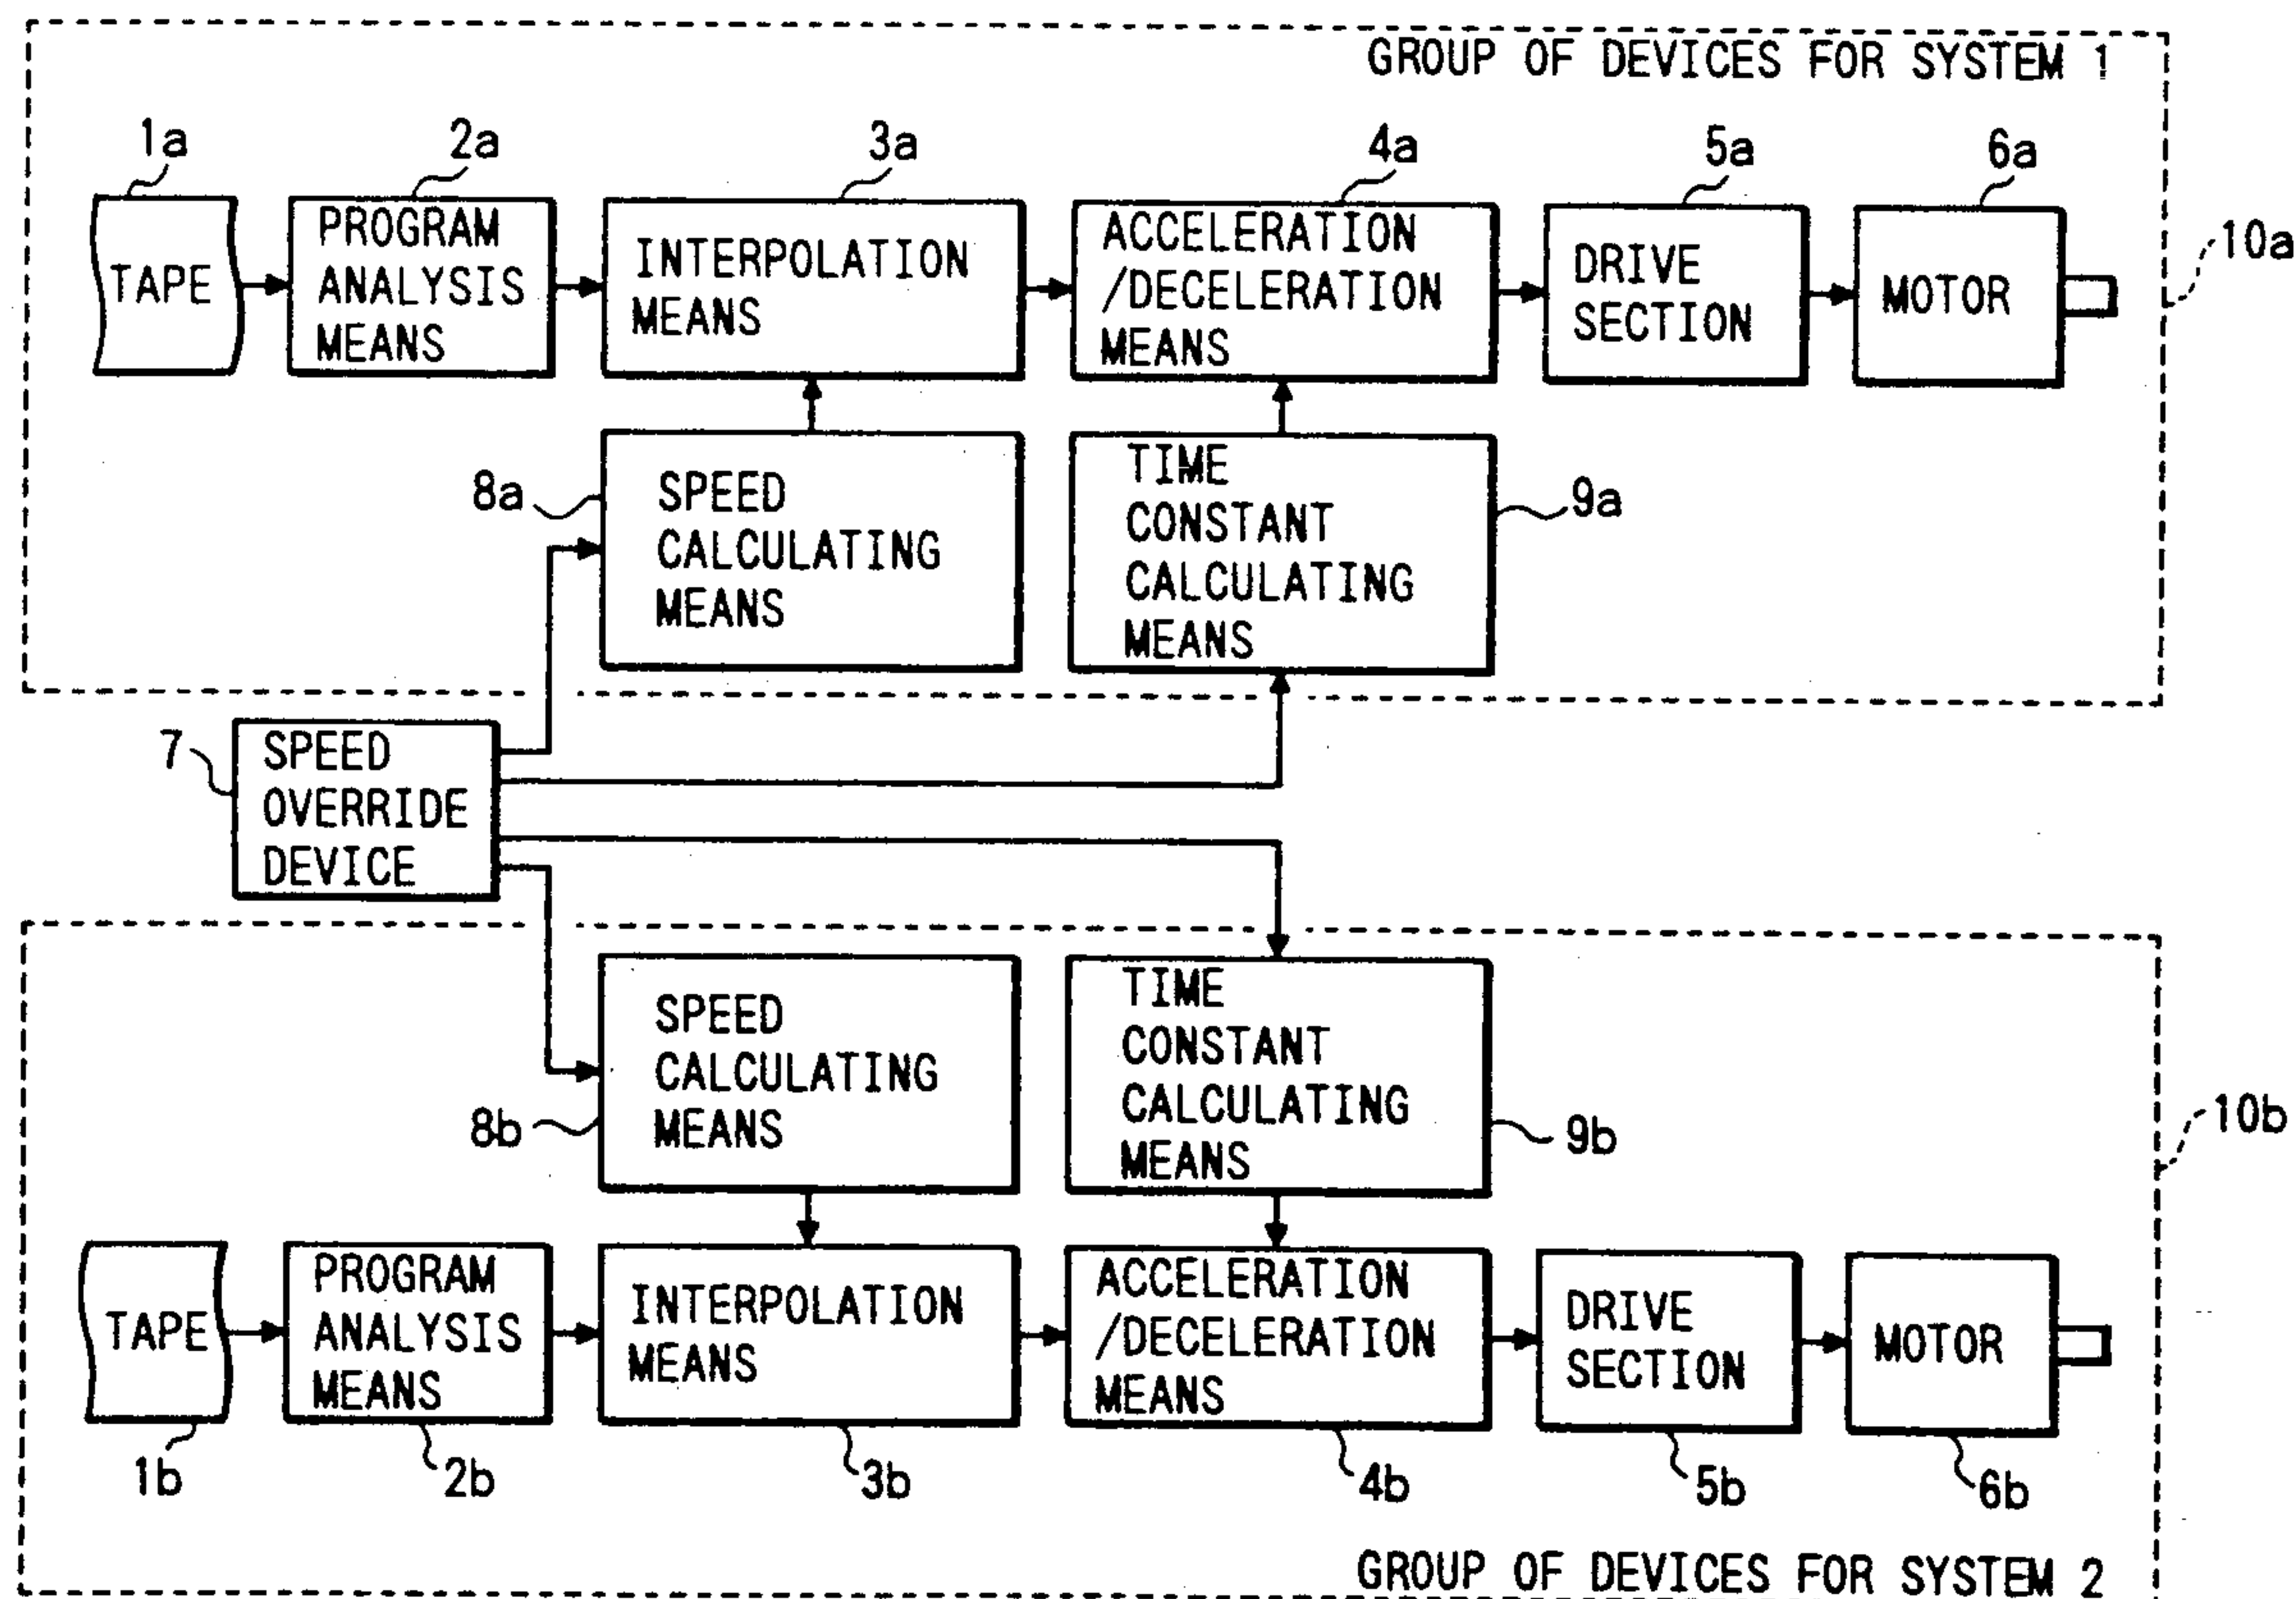 GROUP OF DEVICES FOR SYSTEM 1
1a
2a
3a
4a
5a
6a
10a
TAPE
PROGRAM
ANALYSIS
MEANS
INTERPOLATION
MEANS
ACCELERATION
/DECELERATION
MEANS
DRIVE
SECTION
MOTOR
8a
SPEED
CALCULATING
MEANS
TIME
CONSTANT
CALCULATING
MEANS
9a
7
SPEED
OVERRIDE
DEVICE
8b
SPEED
CALCULATING
MEANS
TIME
CONSTANT
CALCULATING
MEANS
9b
10b
TAPE
PROGRAM
ANALYSIS
MEANS
INTERPOLATION
MEANS
ACCELERATION
/DECELERATION
MEANS
DRIVE
SECTION
MOTOR
1b
2b
3b
4b
5b
6b
GROUP OF DEVICES FOR SYSTEM 2